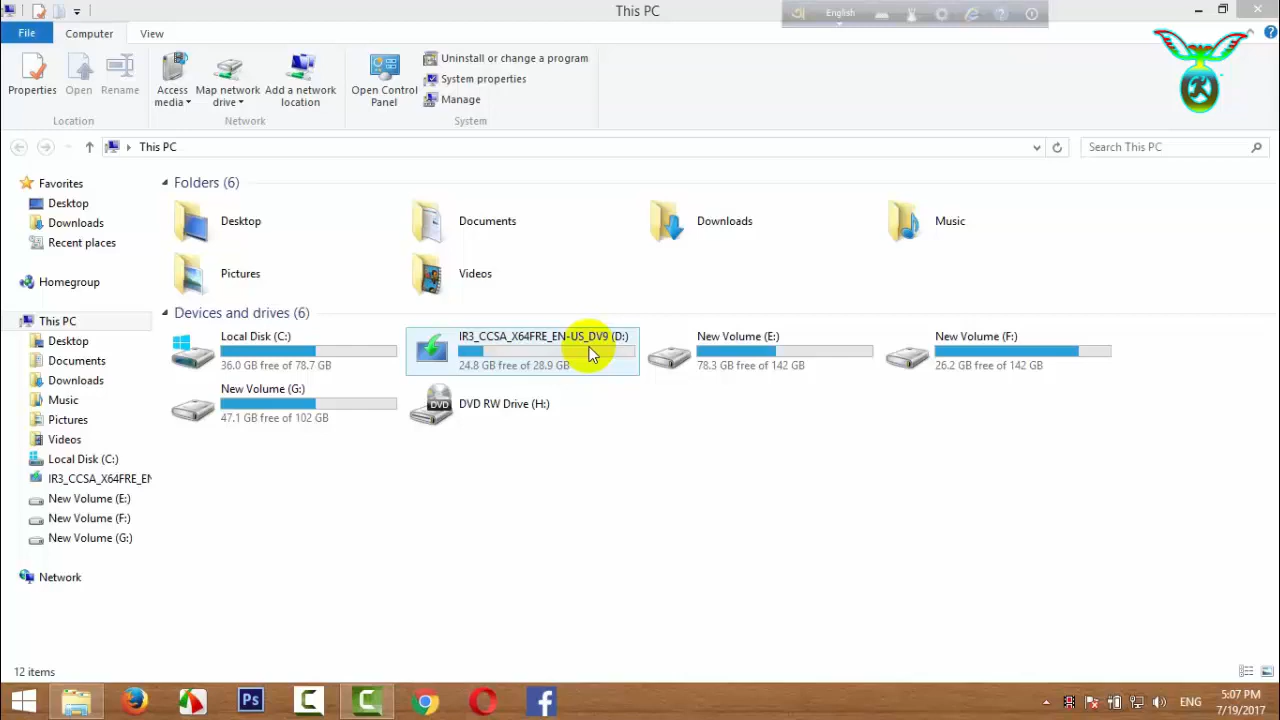 This PC
English
File
Computer
View
Properties
Open
Rename
Location
Access media
Map network drive
Add a network location
Network
Open Control Panel
Uninstall or change a program
System properties
Manage
System
This PC
Search This PC
Favorites
Desktop
Downloads
Recent places
Homegroup
This PC
Desktop
Documents
Downloads
Music
Pictures
Videos
Local Disk (C:)
IR3_CCSA_X64FRE_EN
New Volume (E:)
New Volume (F:)
New Volume (G:)
Network
Folders (6)
Desktop
Documents
Downloads
Music
Pictures
Videos
Devices and drives (6)
Local Disk (C:)
36.0 GB free of 78.7 GB
IR3_CCSA_X64FRE_EN-US_DV9 (D:)
24.8 GB free of 28.9 GB
New Volume (E:)
78.3 GB free of 142 GB
New Volume (F:)
26.2 GB free of 142 GB
New Volume (G:)
47.1 GB free of 102 GB
DVD
DVD RW Drive (H:)
12 items
Ps
ENG
5:07 PM
7/19/2017